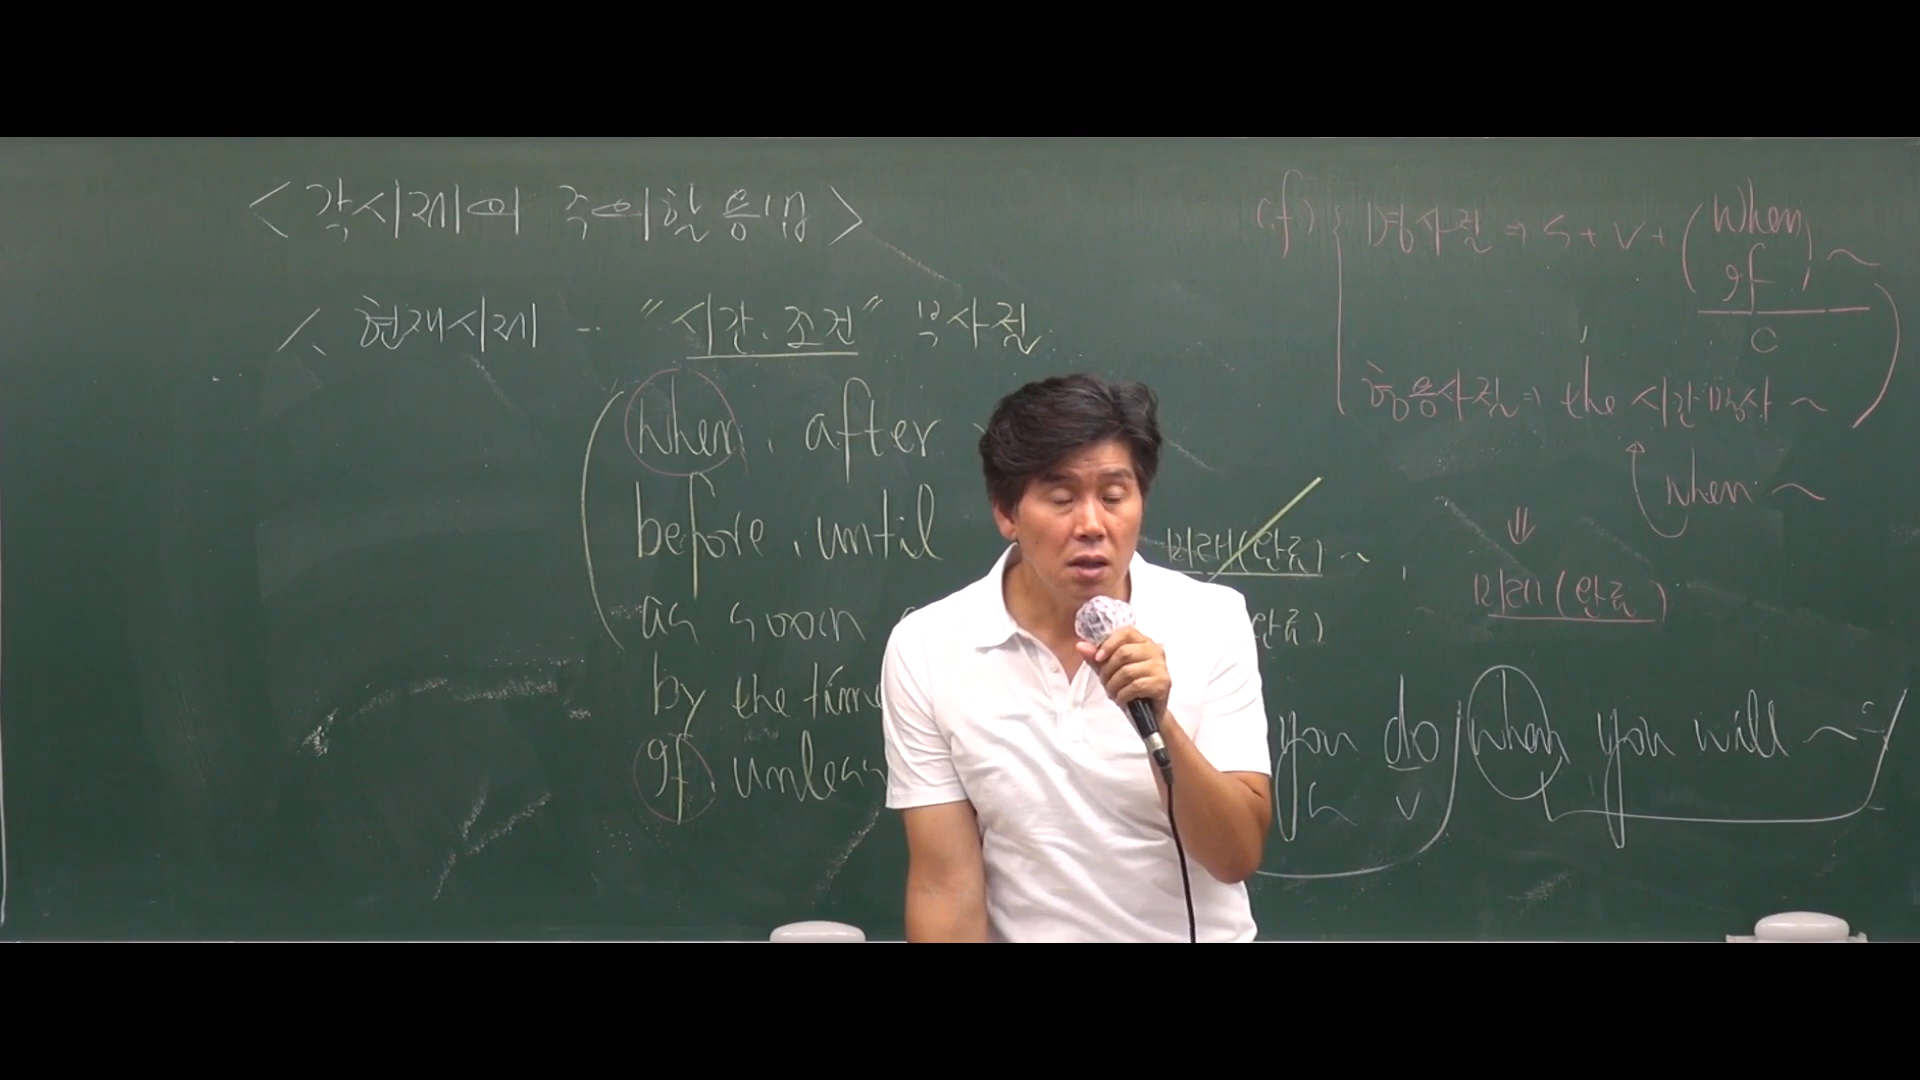 <각시제의 주의할 용법>
1. 현재시제 - "시간·조건" 부사절
(when, after
before, until
as soon
by the time
if, unless
미래(완료) ~ ,
완료)
you do when you will ~ ?
S V
c.f) { 명사절 ⇒ S + V + (when, if) ~
O
형용사절 ⇒ the 시간명사 ~ )
when ~
⇓
미래(완료)